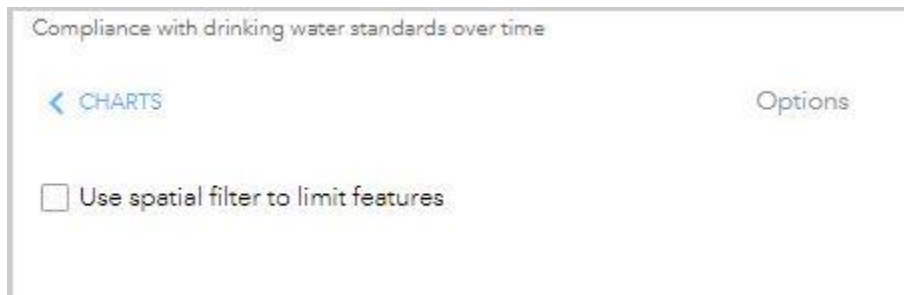 Compliance with drinking water standards over time
CHARTS Options
Use spatial filter to limit features